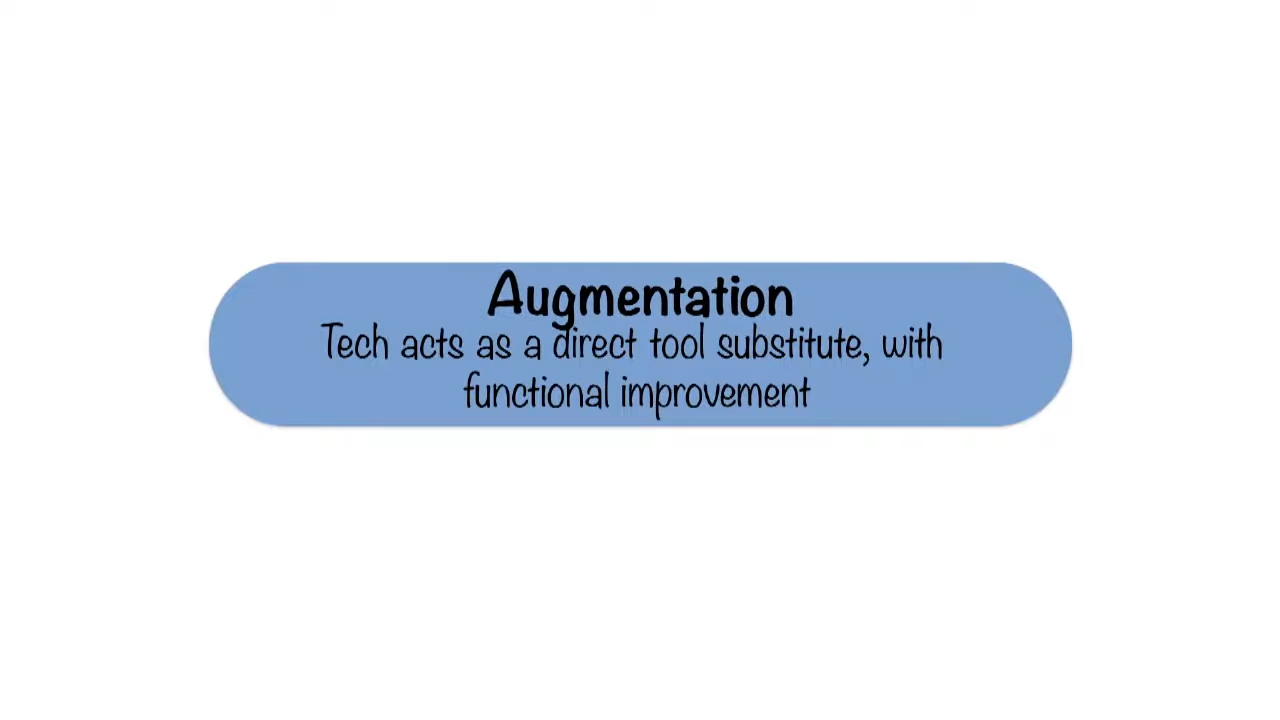 Augmentation
Tech acts as a direct tool substitute, with
functional improvement